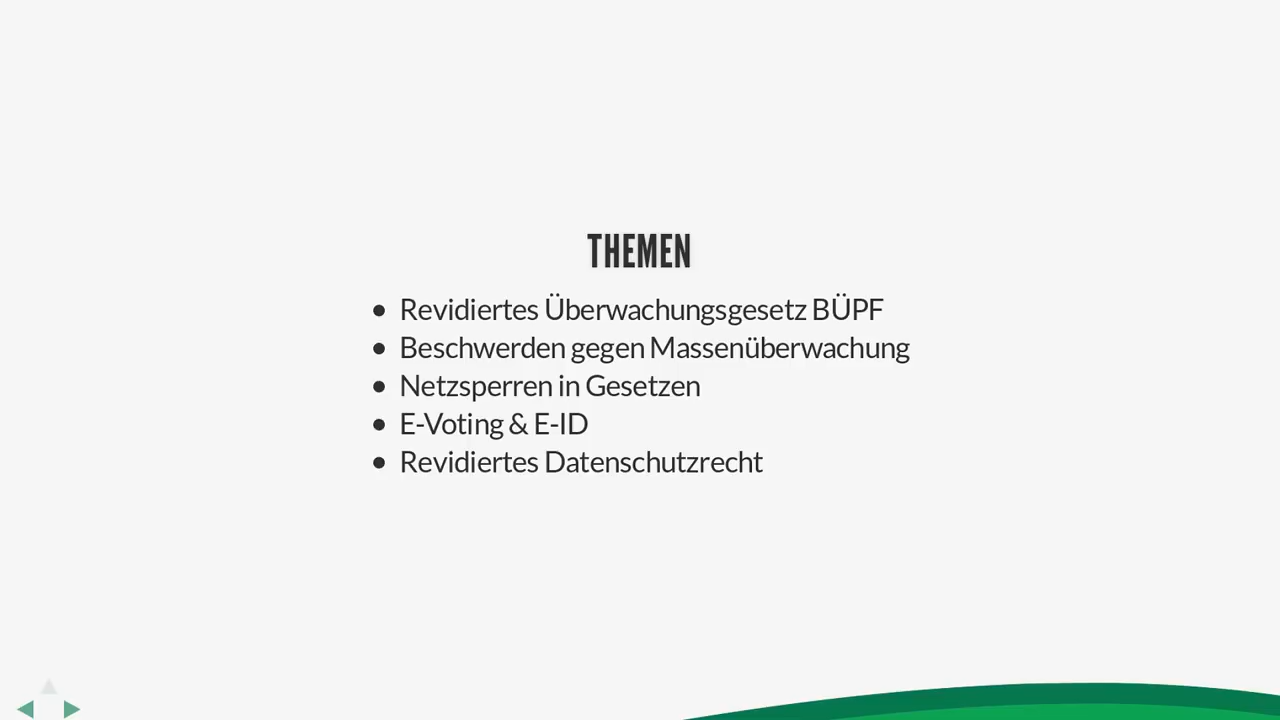 THEMEN
Revidiertes Überwachungsgesetz BÜPF
Beschwerden gegen Massenüberwachung
Netzsperren in Gesetzen
E-Voting & E-ID
Revidiertes Datenschutzrecht